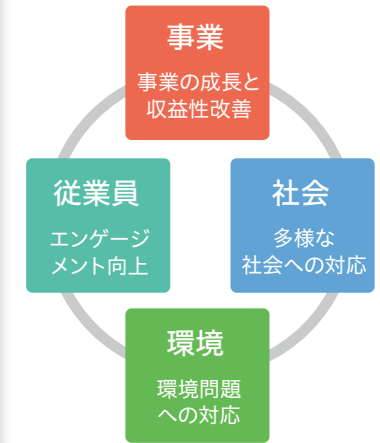 事業
事業の成長と
収益性改善
従業員
エンゲージ
メント向上
社会
多様な
社会への対応
環境
環境問題
への対応